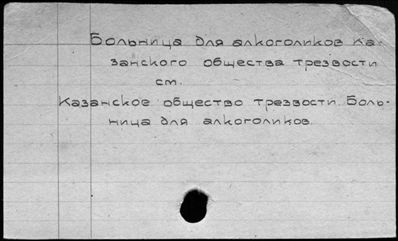 Больница для алкоголиков Ка-
занского общества трезвости
см.
Казанское общество трезвости. Боль-
ница для алкоголиков.